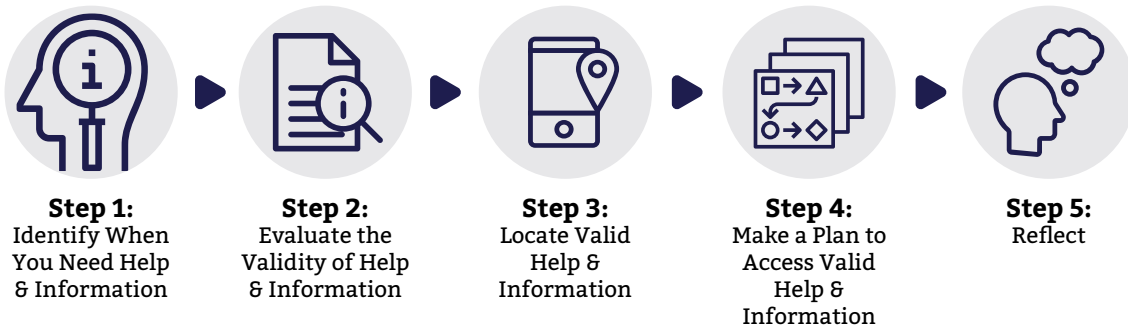 Step 1:
Identify When
You Need Help
& Information
Step 2:
Evaluate the
Validity of Help
& Information
Step 3:
Locate Valid
Help &
Information
Step 4:
Make a Plan to
Access Valid
Help &
Information
Step 5:
Reflect